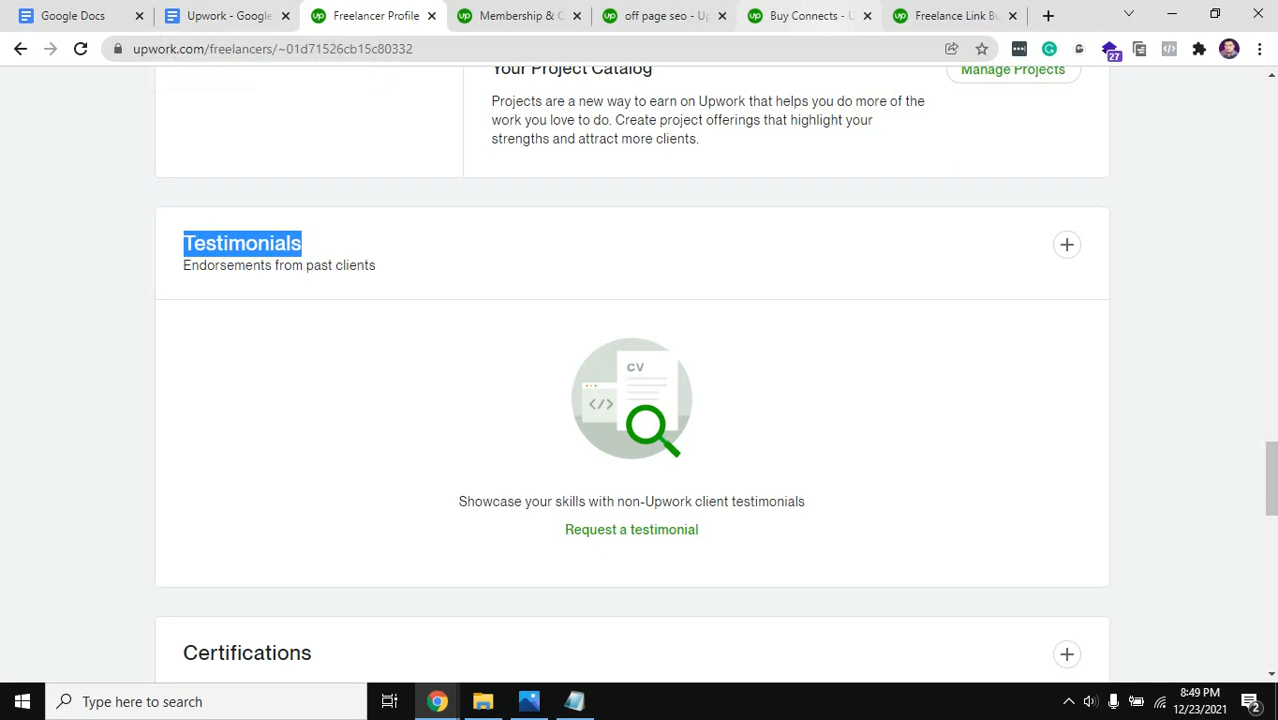 Google Docs
Upwork - Google
Freelancer Profile
Membership & C
off page seo - Up
Buy Connects - U
Freelance Link Bu
upwork.com/freelancers/~01d71526cb15c80332
27
Your Project Catalog
Manage Projects
Projects are a new way to earn on Upwork that helps you do more of the
work you love to do. Create project offerings that highlight your
strengths and attract more clients.
Testimonials
Endorsements from past clients
CV
</>
Showcase your skills with non-Upwork client testimonials
Request a testimonial
Certifications
Type here to search
8:49 PM
12/23/2021
2